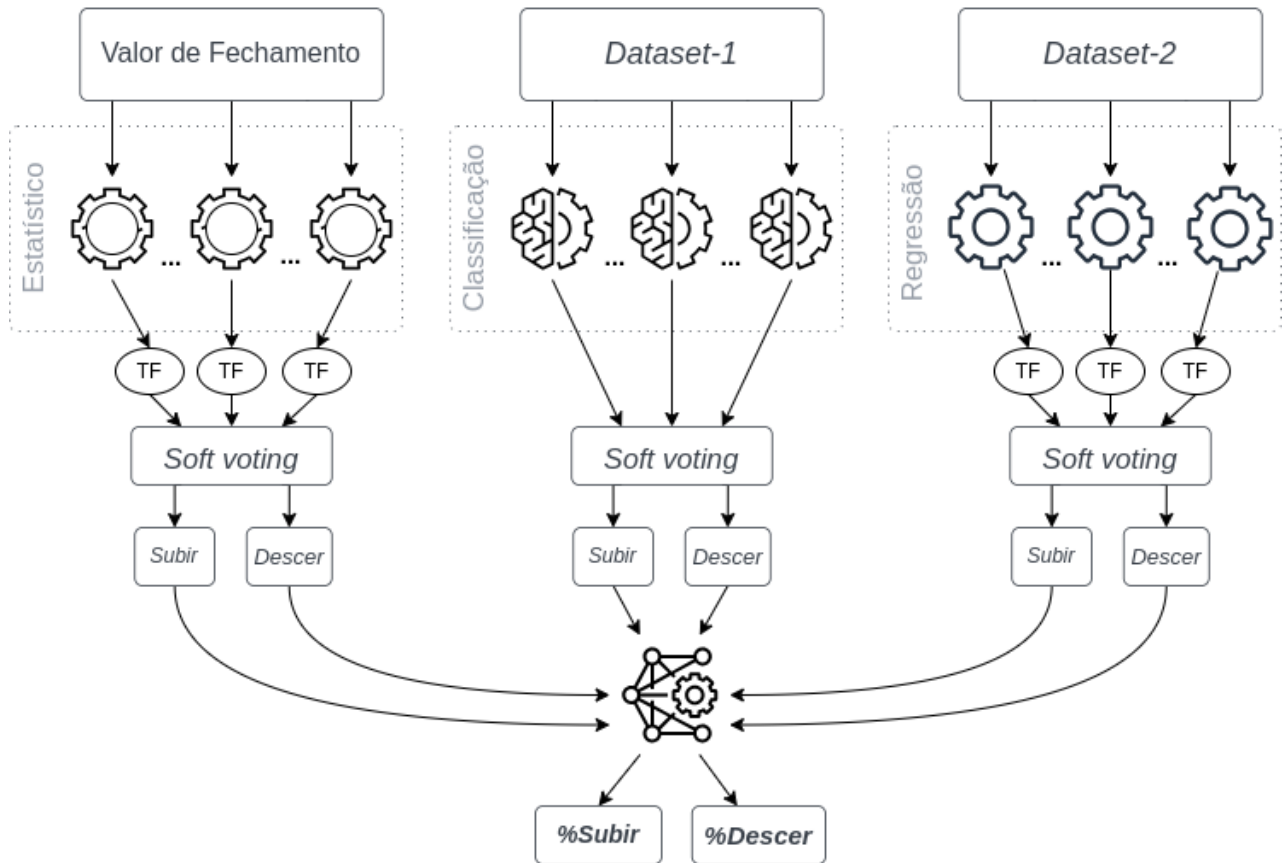 Valor de Fechamento
Dataset-1
Dataset-2
Estatístico
Classificação
Regressão
... ...
... ...
... ...
TF TF TF
TF TF TF
Soft voting
Soft voting
Soft voting
Subir
Descer
Subir
Descer
Subir
Descer
%Subir
%Descer